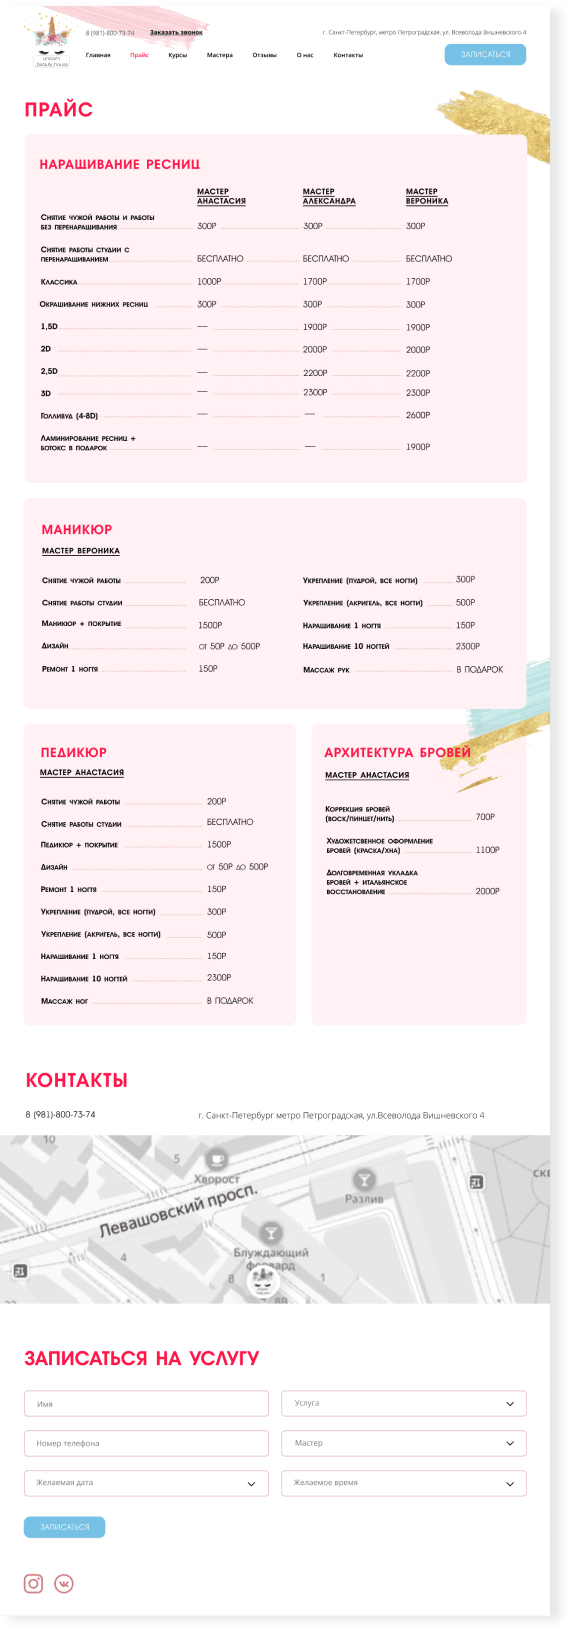 unicorn
beauty_house
8 (981)-800-73-74 Заказать звонок г. Санкт-Петербург, метро Петроградская, ул. Всеволода Вишневского 4
Главная Прайс Курсы Мастера Отзывы О нас Контакты ЗАПИСАТЬСЯ
ПРАЙС
НАРАЩИВАНИЕ РЕСНИЦ
МАСТЕР АНАСТАСИЯ МАСТЕР АЛЕКСАНДРА МАСТЕР ВЕРОНИКА
Снятие чужой работы и работы
без перенаращивания 300Р 300Р 300Р
Снятие работы студии с
перенаращиванием БЕСПЛАТНО БЕСПЛАТНО БЕСПЛАТНО
Классика 1000Р 1700Р 1700Р
Окрашивание нижних ресниц 300Р 300Р 300Р
1,5D — 1900Р 1900Р
2D — 2000Р 2000Р
2,5D — 2200Р 2200Р
3D — 2300Р 2300Р
Голливуд (4-8D) — — 2600Р
Ламинирование ресниц +
ботокс в подарок — — 1900Р
МАНИКЮР
МАСТЕР ВЕРОНИКА
Снятие чужой работы 200Р
Снятие работы студии БЕСПЛАТНО
Маникюр + покрытие 1500Р
Дизайн от 50Р до 500Р
Ремонт 1 ногтя 150Р
Укрепление (пудрой, все ногти) 300Р
Укрепление (акригель, все ногти) 500Р
Наращивание 1 ногтя 150Р
Наращивание 10 ногтей 2300Р
Массаж рук В ПОДАРОК
ПЕДИКЮР
МАСТЕР АНАСТАСИЯ
Снятие чужой работы 200Р
Снятие работы студии БЕСПЛАТНО
Педикюр + покрытие 1500Р
Дизайн от 50Р до 500Р
Ремонт 1 ногтя 150Р
Укрепление (пудрой, все ногти) 300Р
Укрепление (акригель, все ногти) 500Р
Наращивание 1 ногтя 150Р
Наращивание 10 ногтей 2300Р
Массаж ног В ПОДАРОК
АРХИТЕКТУРА БРОВЕЙ
МАСТЕР АНАСТАСИЯ
Коррекция бровей
(воск/пинцет/нить) 700Р
Художетсвенное оформление
бровей (краска/хна) 1100Р
Долговременная укладка
бровей + итальянское
восстановление 2000Р
КОНТАКТЫ
8 (981)-800-73-74 г. Санкт-Петербург метро Петроградская, ул.Всеволода Вишневского 4
10
5
Хворост
Разлив
СКЕ
Левашовский просп.
4
Блуждающий
форвард
8
1
8В
ЗАПИСАТЬСЯ НА УСЛУГУ
Имя Услуга
Номер телефона Мастер
Желаемая дата Желаемое время
ЗАПИСАТЬСЯ